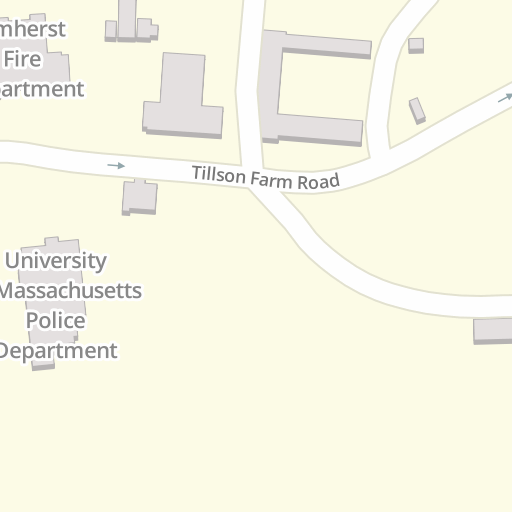 mherst
Fire
partment
Tillson Farm Road
University
Massachusetts
Police
Department